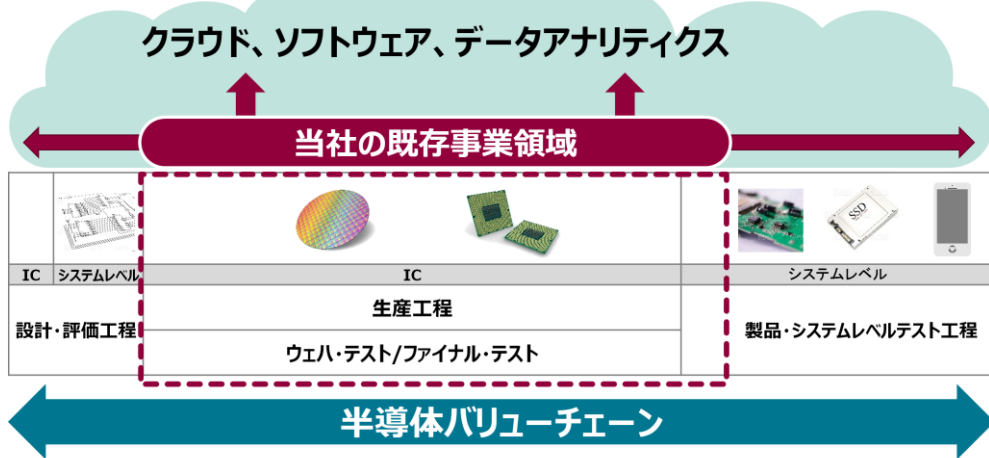 クラウド、ソフトウェア、データアナリティクス
当社の既存事業領域
SSD
IC
システムレベル
IC
システムレベル
設計・評価工程
生産工程
ウェハ・テスト/ファイナル・テスト
製品・システムレベルテスト工程
半導体バリューチェーン